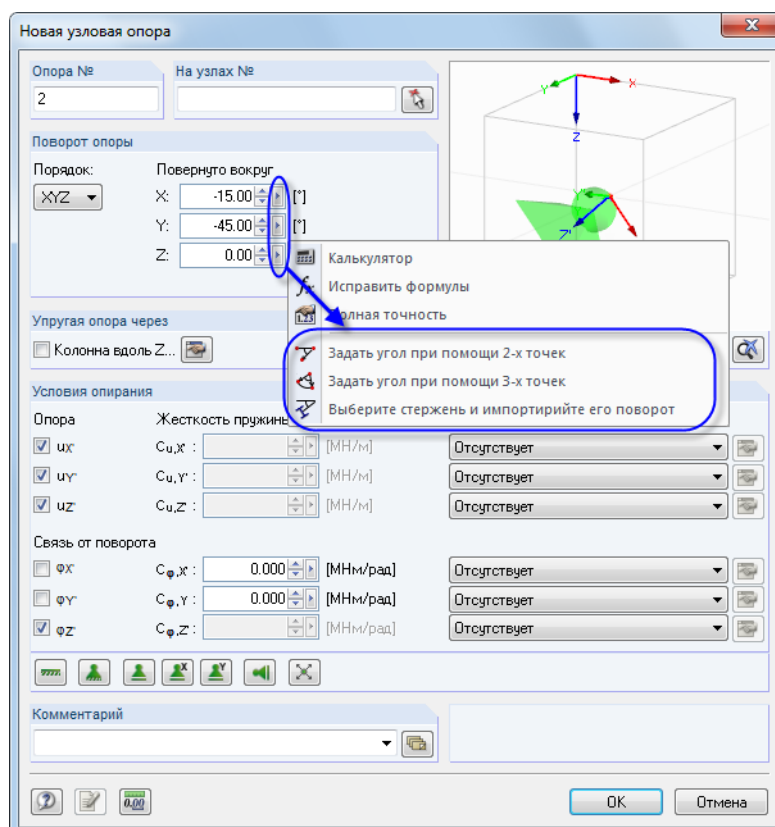 Новая узловая опора
Опора №
На узлах №
2
Поворот опоры
Порядок:
Повернуто вокруг
XYZ
X: -15.00 [°]
Y: -45.00 [°]
Z: 0.00
X
Y
Z
Y'
Z'
Калькулятор
Исправить формулы
Полная точность
Задать угол при помощи 2-х точек
Задать угол при помощи 3-х точек
Выберите стержень и импортирийте его поворот
Упругая опора через
Колонна вдоль Z...
Условия опирания
Опора
Жесткость пружины
uX' Cu,X' : [МН/м] Отсутствует
uY' Cu,Y' : [МН/м] Отсутствует
uZ' Cu,Z' : [МН/м] Отсутствует
Связь от поворота
φX' Cφ,X' : 0.000 [МНм/рад] Отсутствует
φY' Cφ,Y' : 0.000 [МНм/рад] Отсутствует
φZ' Cφ,Z' : [МНм/рад] Отсутствует
X
Y
Комментарий
0.00
OK
Отмена